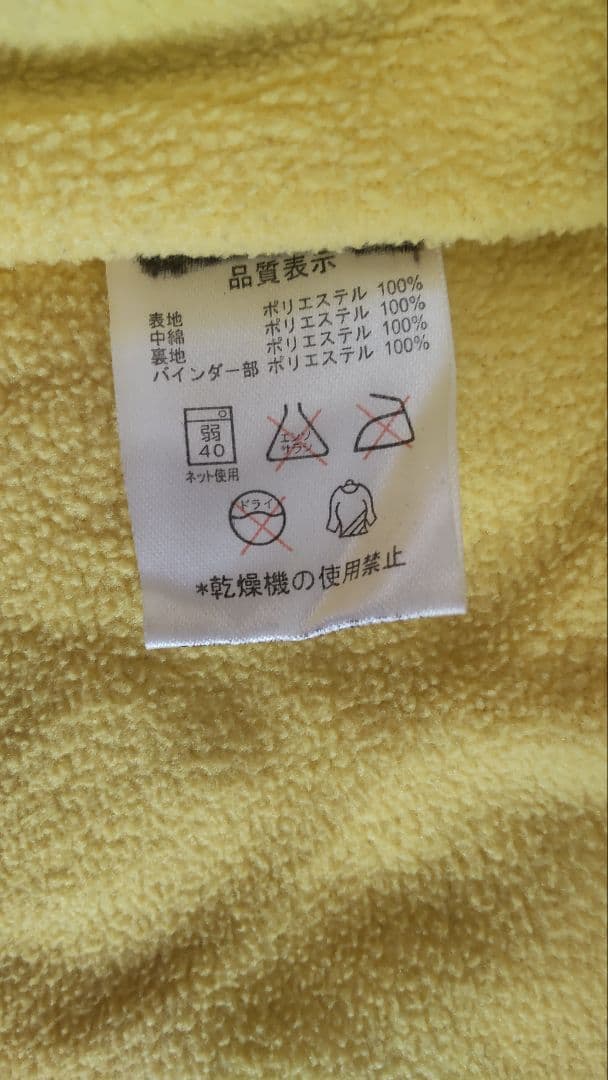 品質表示
表地 ポリエステル 100%
中綿 ポリエステル 100%
裏地 ポリエステル 100%
バインダー部 ポリエステル 100%
弱
40
エンソ
サラシ
ネット使用
ドライ
*乾燥機の使用禁止